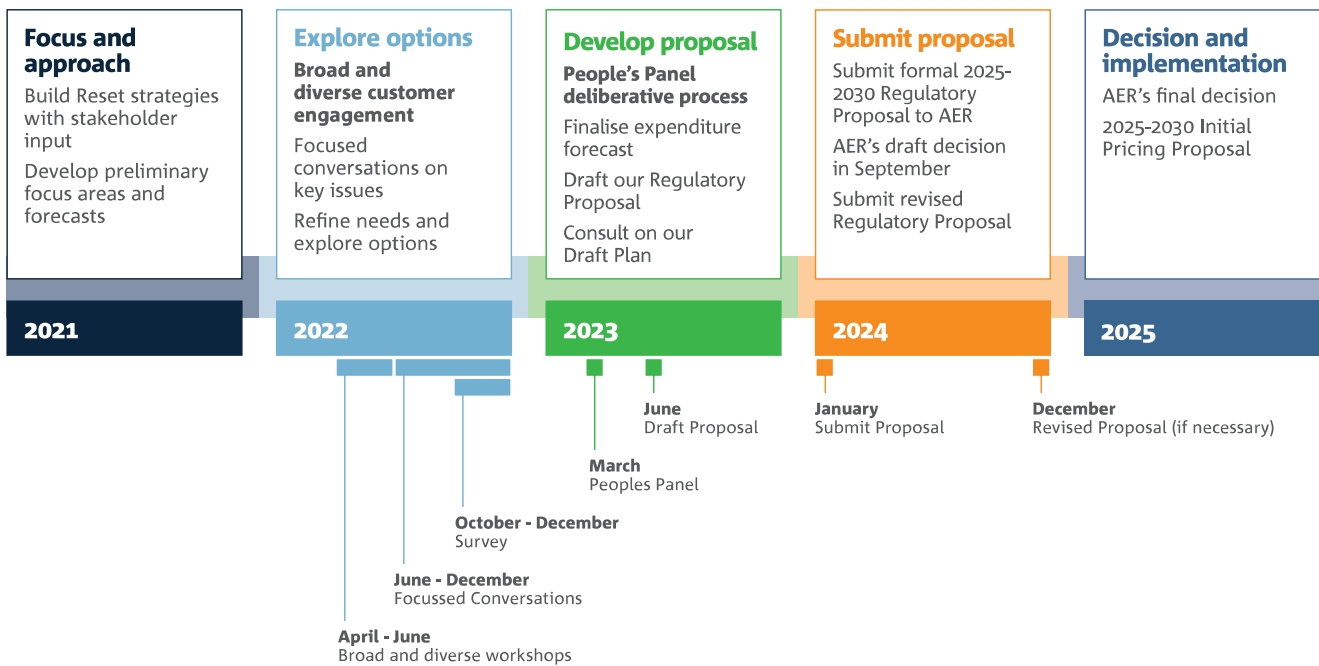 Focus and
approach
Build Reset strategies
with stakeholder
input
Develop preliminary
focus areas and
forecasts
Explore options
Broad and
diverse customer
engagement
Focused
conversations on
key issues
Refine needs and
explore options
Develop proposal
People's Panel
deliberative process
Finalise expenditure
forecast
Draft our Regulatory
Proposal
Consult on our
Draft Plan
Submit proposal
Submit formal 2025-
2030 Regulatory
Proposal to AER
AER's draft decision
in September
Submit revised
Regulatory Proposal
Decision and
implementation
AER's final decision
2025-2030 Initial
Pricing Proposal
2021
2022
2023
2024
2025
April - June
Broad and diverse workshops
June - December
Focussed Conversations
October - December
Survey
March
Peoples Panel
June
Draft Proposal
January
Submit Proposal
December
Revised Proposal (if necessary)